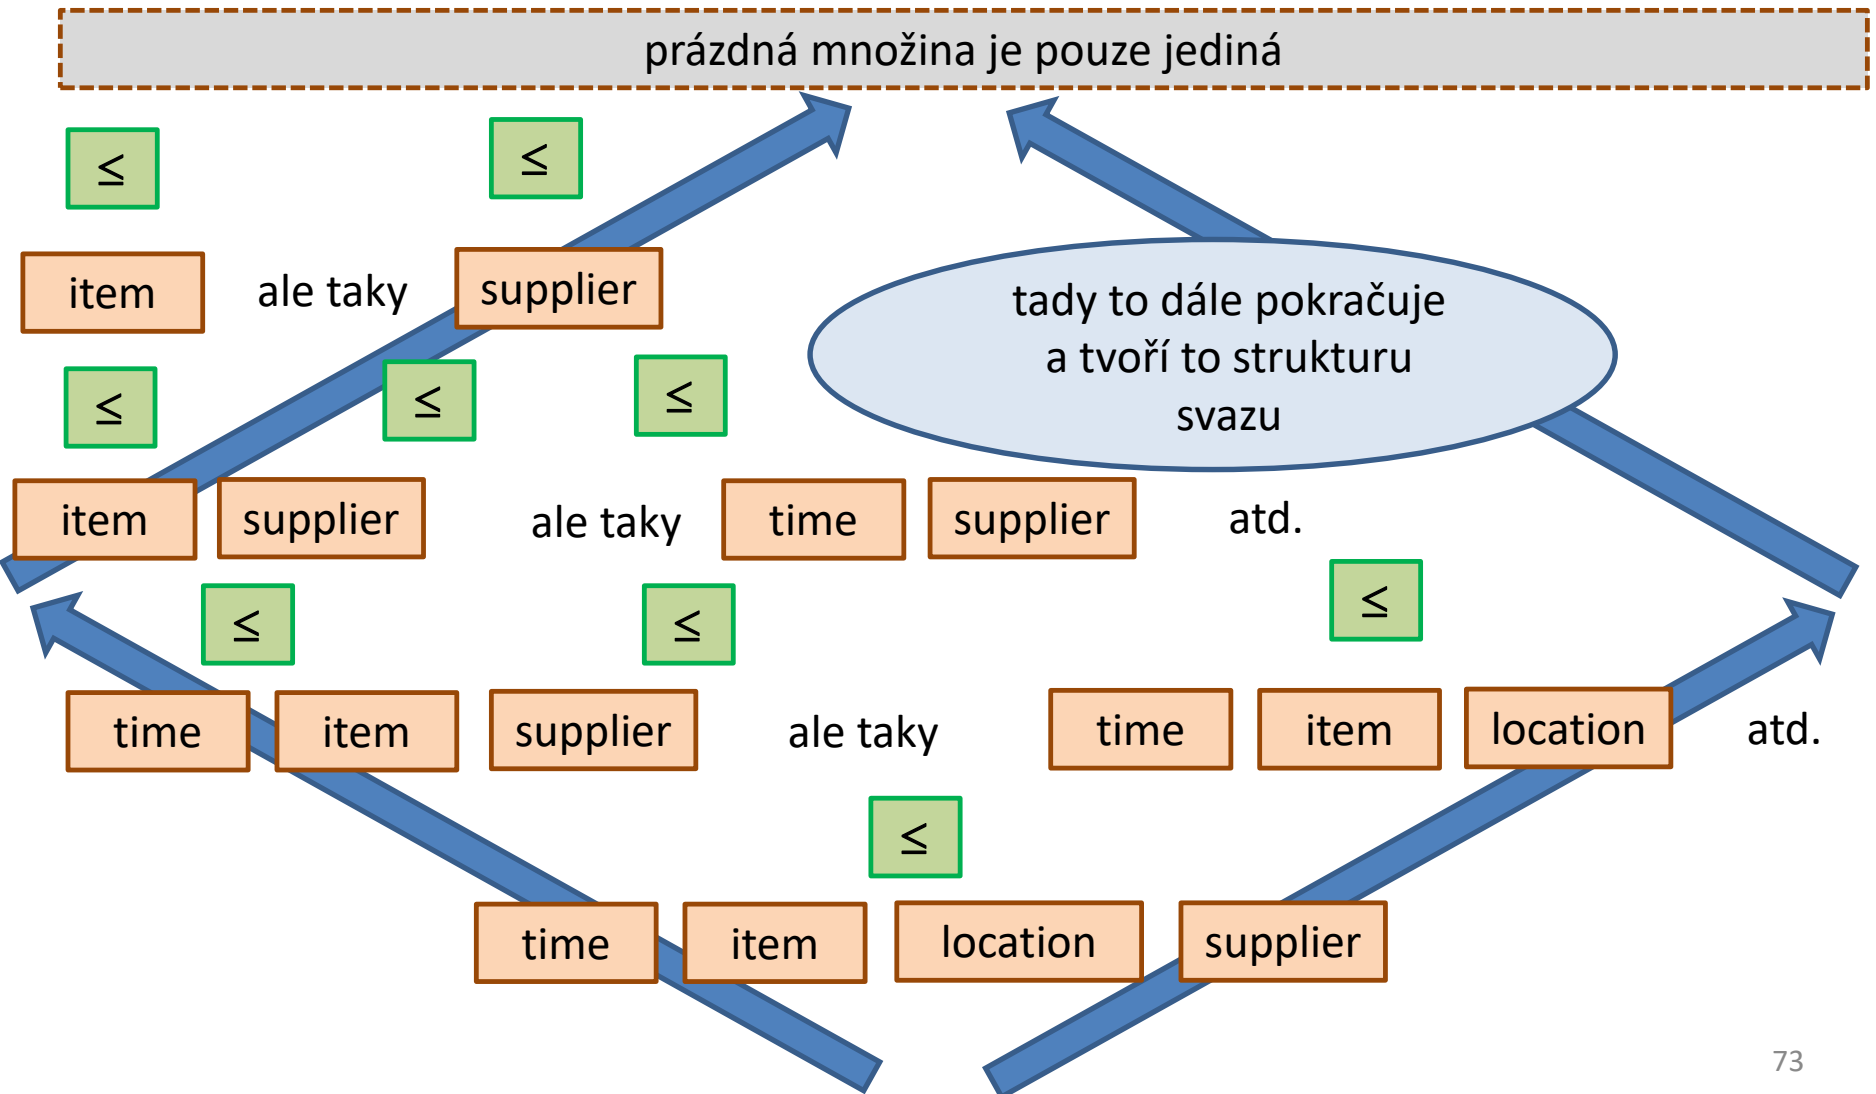 prázdná množina je pouze jediná
≤ ≤
item ale taky supplier
tady to dále pokračuje
a tvoří to strukturu
svazu
≤ ≤ ≤
item supplier ale taky time supplier atd.
≤ ≤ ≤
time item supplier ale taky time item location atd.
≤
time item location supplier
73